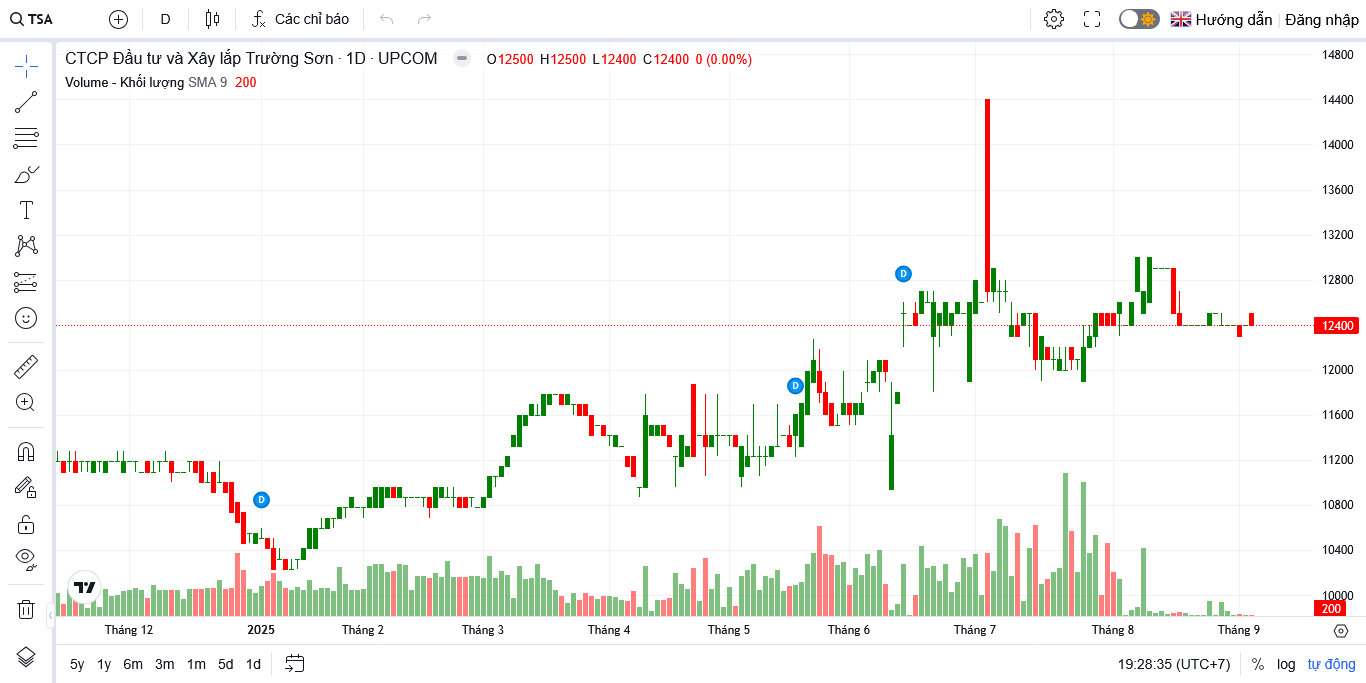 TSA D Các chỉ báo Hướng dẫn Đăng nhập
CTCP Đầu tư và Xây lắp Trường Sơn · 1D · UPCOM O12500 H12500 L12400 C12400 0 (0.00%)
Volume - Khối lượng SMA 9 200
14800
14400
14000
13600
13200
12800
12400
12000
11600
11200
10800
10400
10000
200
D
D
D
Tháng 12 2025 Tháng 2 Tháng 3 Tháng 4 Tháng 5 Tháng 6 Tháng 7 Tháng 8 Tháng 9
5y 1y 6m 3m 1m 5d 1d 19:28:35 (UTC+7) % log tự động